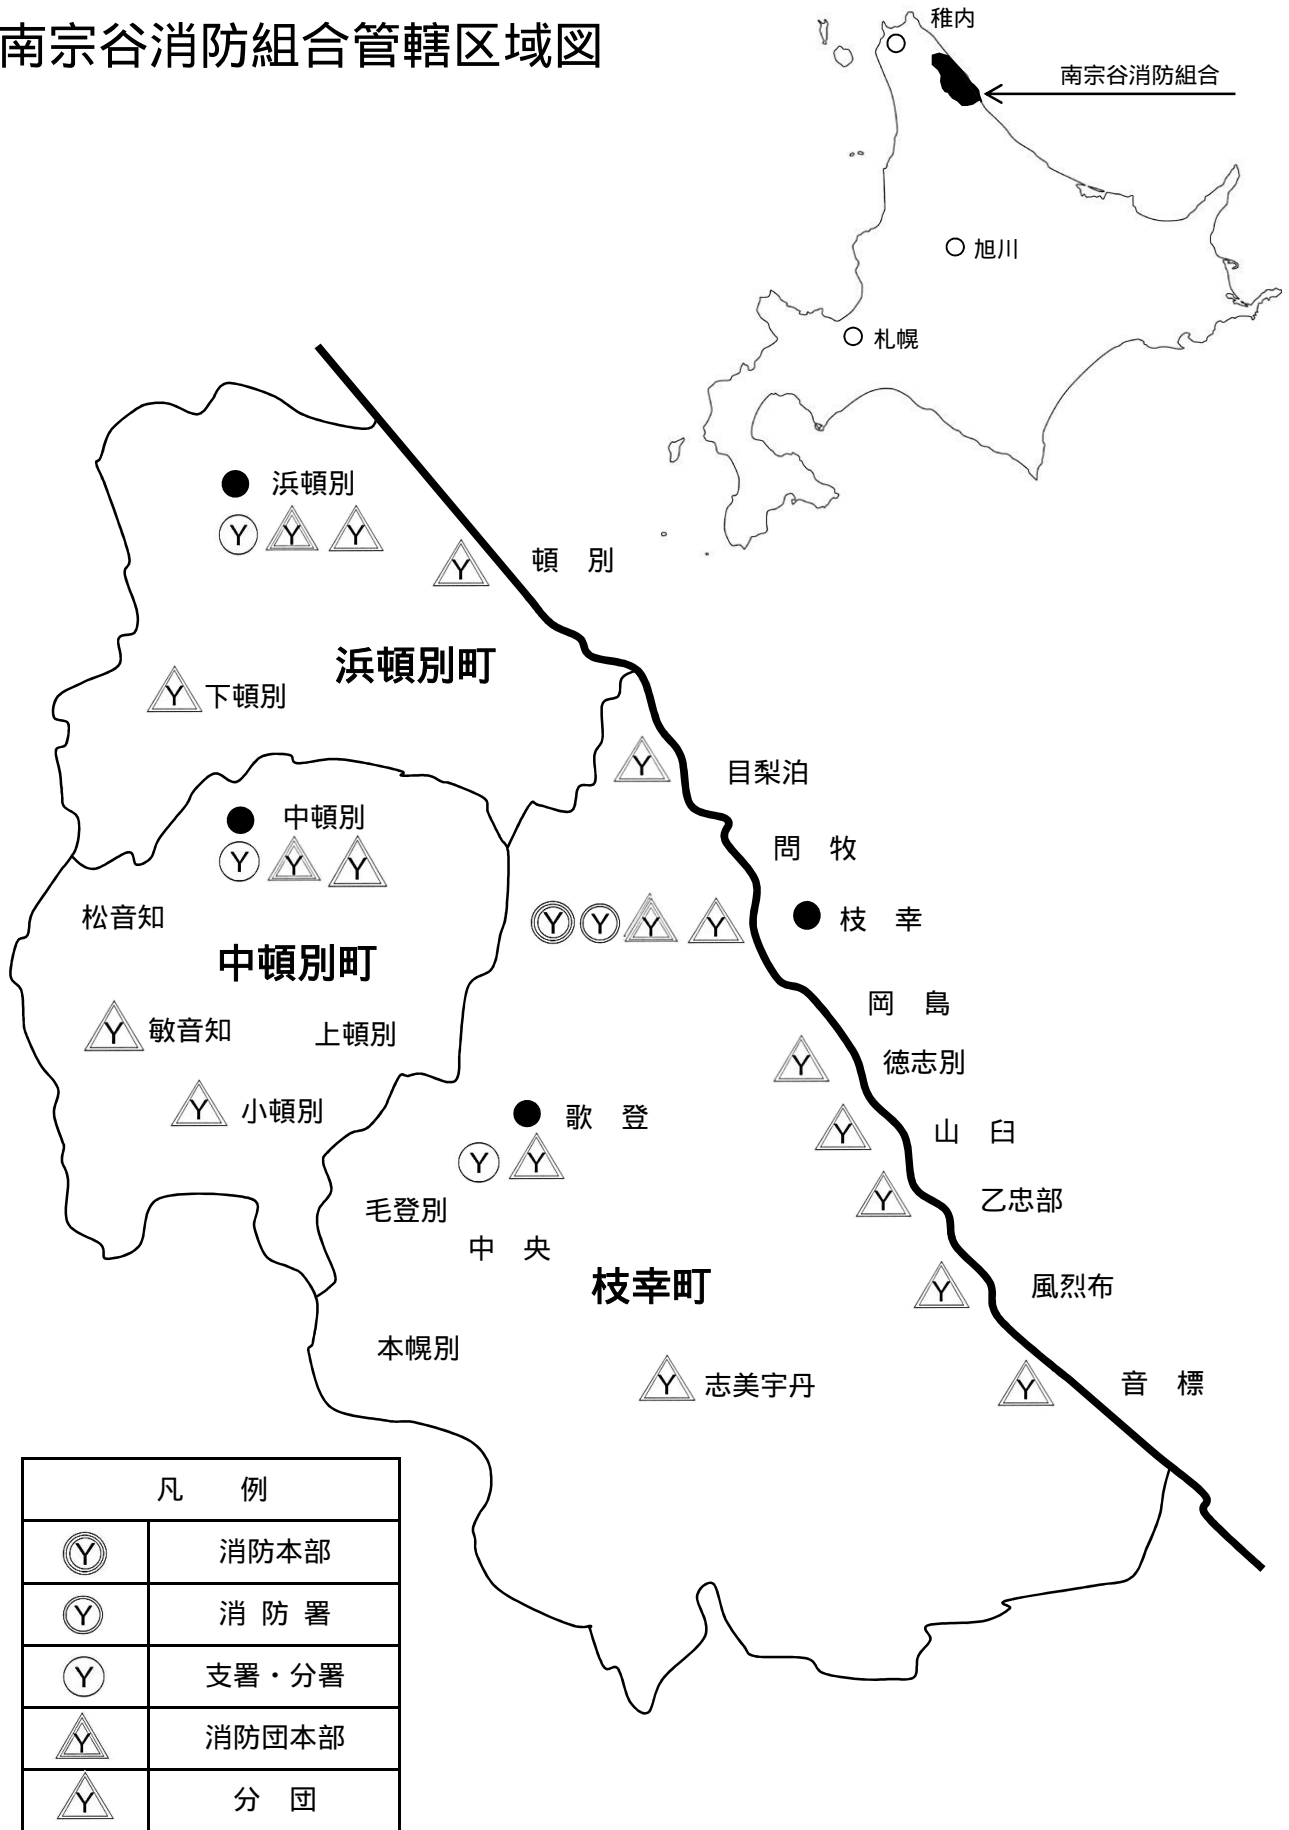 南宗谷消防組合管轄区域図
稚内
南宗谷消防組合
旭川
札幌
浜頓別
Y Y Y
Y
頓 別
浜頓別町
Y 下頓別
Y
目梨泊
中頓別
Y Y Y
問 牧
松音知
Y Y Y Y
枝 幸
中頓別町
岡 島
Y 敏音知
上頓別
Y
徳志別
Y 小頓別
歌 登
Y
山 臼
Y Y
毛登別
Y
乙忠部
中 央
枝幸町
Y
風烈布
本幌別
Y 志美宇丹
Y
音 標
凡 例
Y 消防本部
Y 消 防 署
Y 支署・分署
Y 消防団本部
Y 分 団